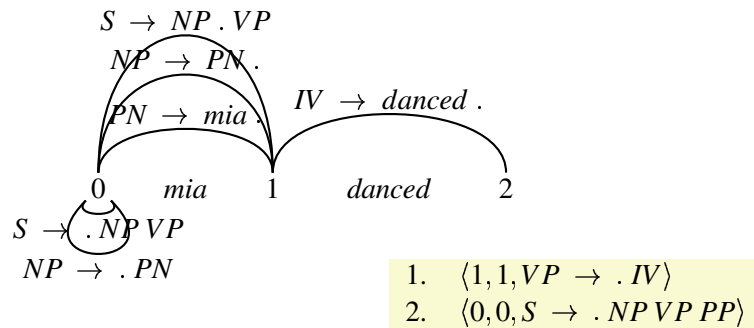 S → NP . VP
NP → PN .
PN → mia .
IV → danced .
0 mia 1 danced 2
S → . NP VP
NP → . PN
1. ⟨1,1,VP → . IV⟩
2. ⟨0,0,S → . NP VP PP⟩